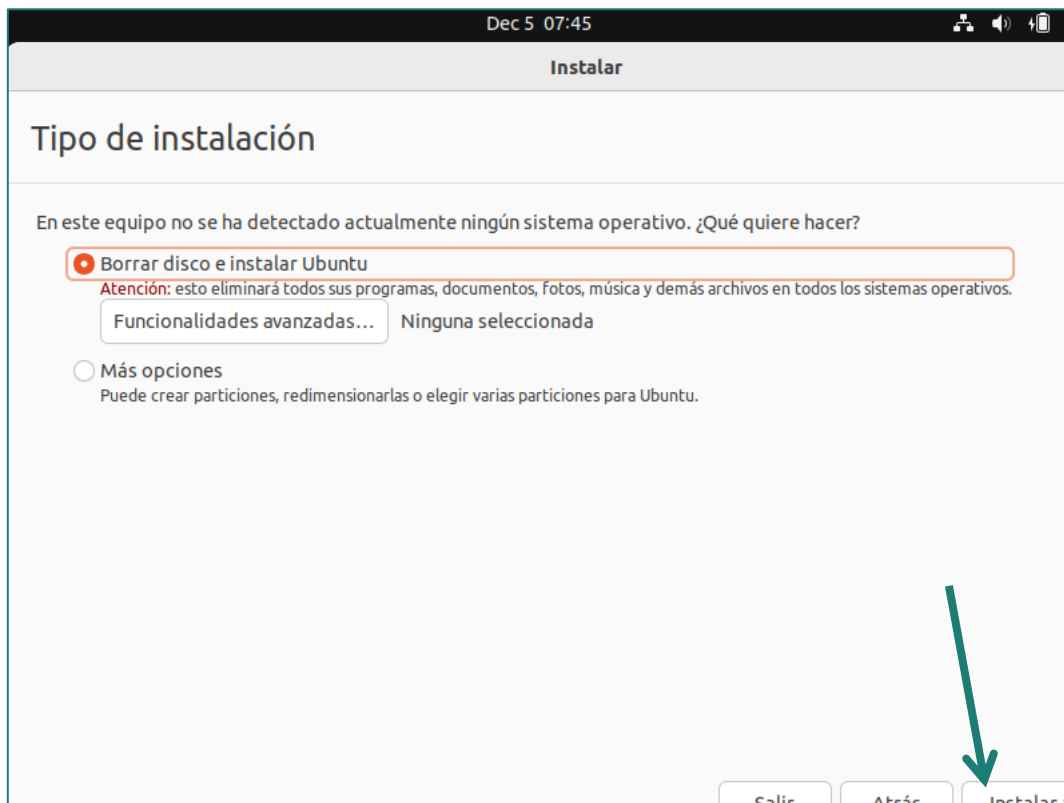 Dec 5 07:45
Instalar
Tipo de instalación
En este equipo no se ha detectado actualmente ningún sistema operativo. ¿Qué quiere hacer?
Borrar disco e instalar Ubuntu
Atención: esto eliminará todos sus programas, documentos, fotos, música y demás archivos en todos los sistemas operativos.
Funcionalidades avanzadas... Ninguna seleccionada
Más opciones
Puede crear particiones, redimensionarlas o elegir varias particiones para Ubuntu.
Salir Atrás Instalar